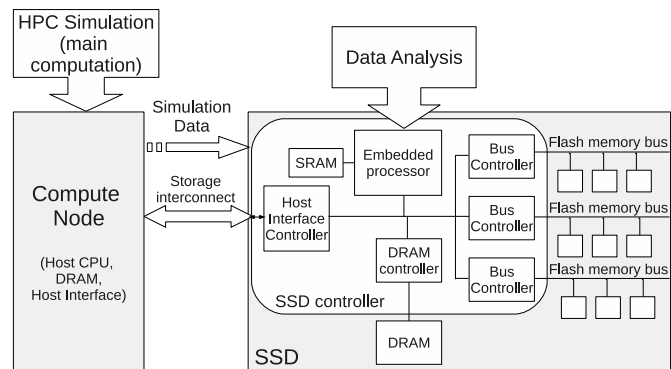 HPC Simulation
(main
computation)
Data Analysis
Simulation
Data
Compute
Node
(Host CPU,
DRAM,
Host Interface)
Storage
interconnect
SRAM
Embedded
processor
Host
Interface
Controller
DRAM
controller
SSD controller
DRAM
SSD
Bus
Controller
Flash memory bus
Bus
Controller
Flash memory bus
Bus
Controller
Flash memory bus